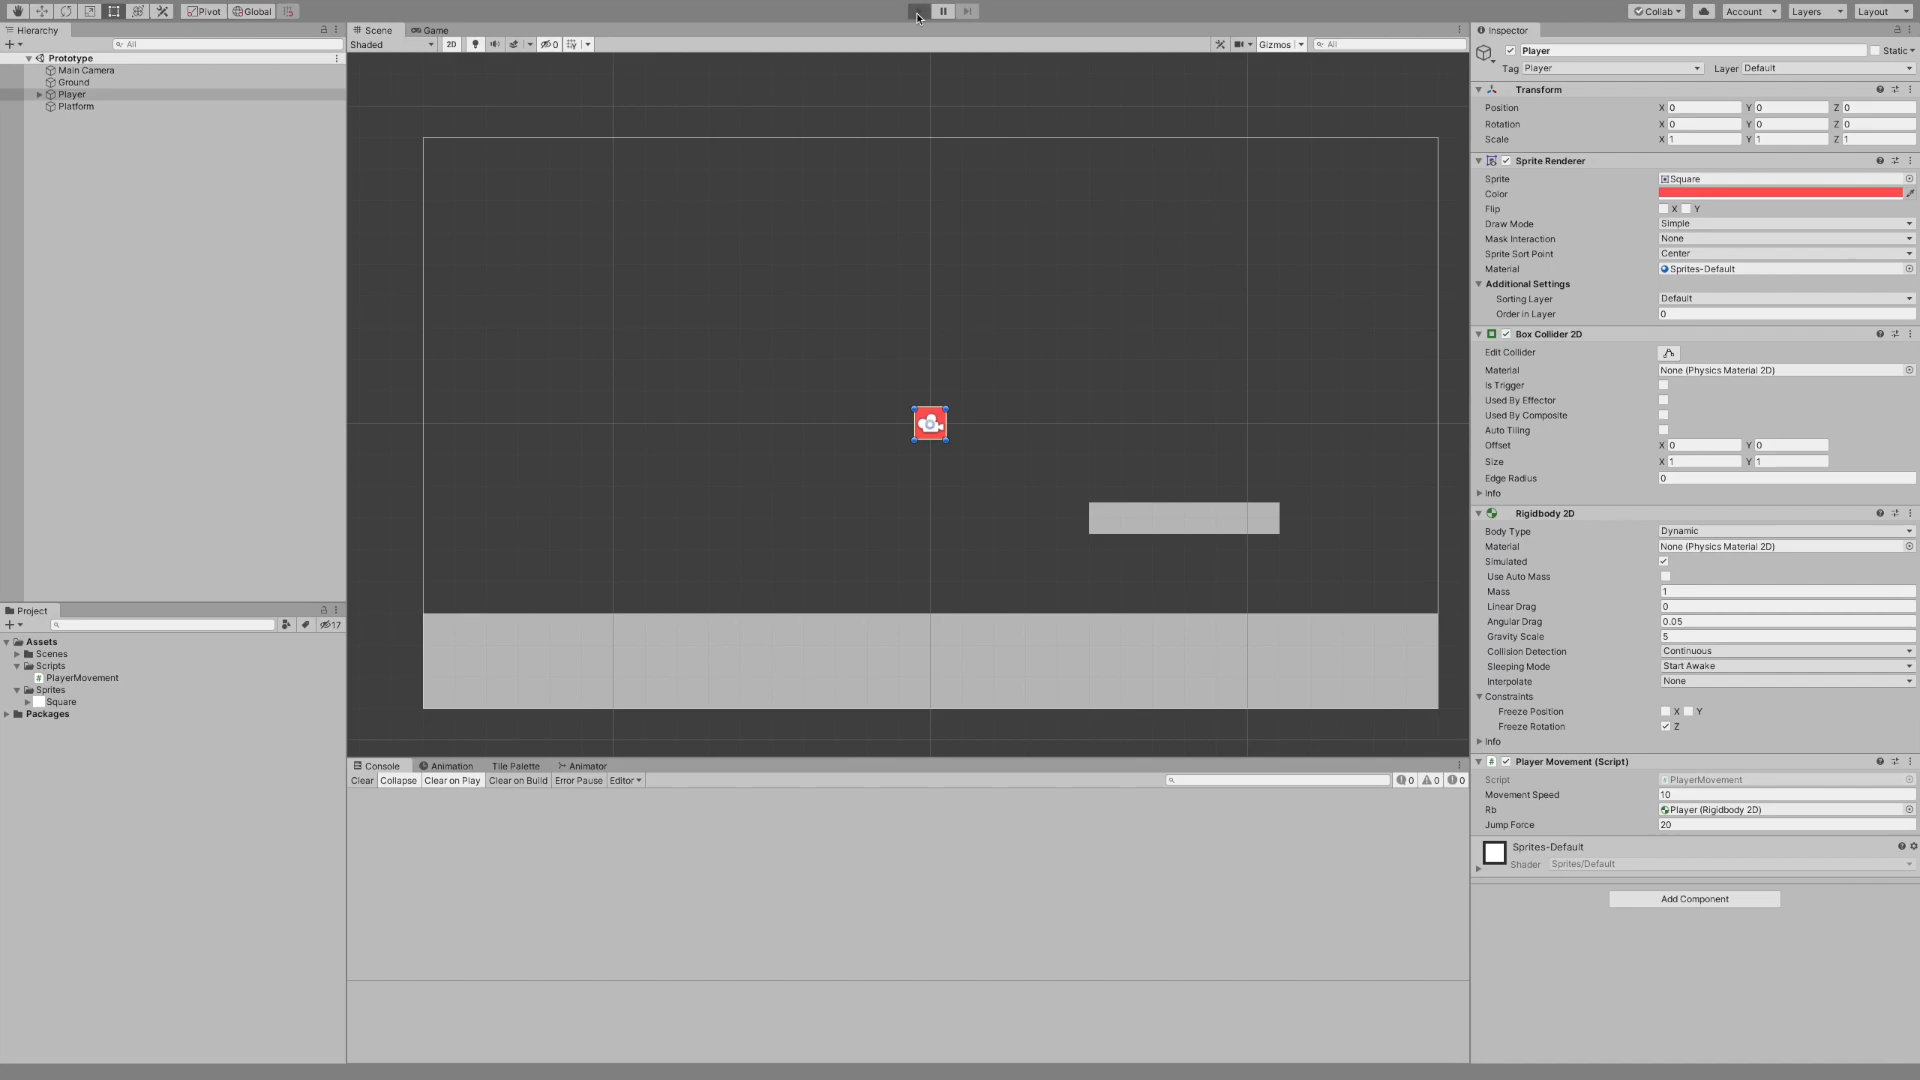 Pivot Global Collab Account Layers Layout
Hierarchy
All
Prototype
Main Camera
Ground
Player
Platform
Project
17
Assets
Scenes
Scripts
PlayerMovement
Sprites
Square
Packages
Scene Game
Shaded 2D 0 Gizmos All
Console Animation Tile Palette Animator
Clear Collapse Clear on Play Clear on Build Error Pause Editor 0 0 0
Inspector
Player Static
Tag Player Layer Default
Transform
Position X 0 Y 0 Z 0
Rotation X 0 Y 0 Z 0
Scale X 1 Y 1 Z 1
Sprite Renderer
Sprite Square
Color
Flip X Y
Draw Mode Simple
Mask Interaction None
Sprite Sort Point Center
Material Sprites-Default
Additional Settings
Sorting Layer Default
Order in Layer 0
Box Collider 2D
Edit Collider
Material None (Physics Material 2D)
Is Trigger
Used By Effector
Used By Composite
Auto Tiling
Offset X 0 Y 0
Size X 1 Y 1
Edge Radius 0
Info
Rigidbody 2D
Body Type Dynamic
Material None (Physics Material 2D)
Simulated
Use Auto Mass
Mass 1
Linear Drag 0
Angular Drag 0.05
Gravity Scale 5
Collision Detection Continuous
Sleeping Mode Start Awake
Interpolate None
Constraints
Freeze Position X Y
Freeze Rotation Z
Info
Player Movement (Script)
Script PlayerMovement
Movement Speed 10
Rb Player (Rigidbody 2D)
Jump Force 20
Sprites-Default
Shader Sprites/Default
Add Component